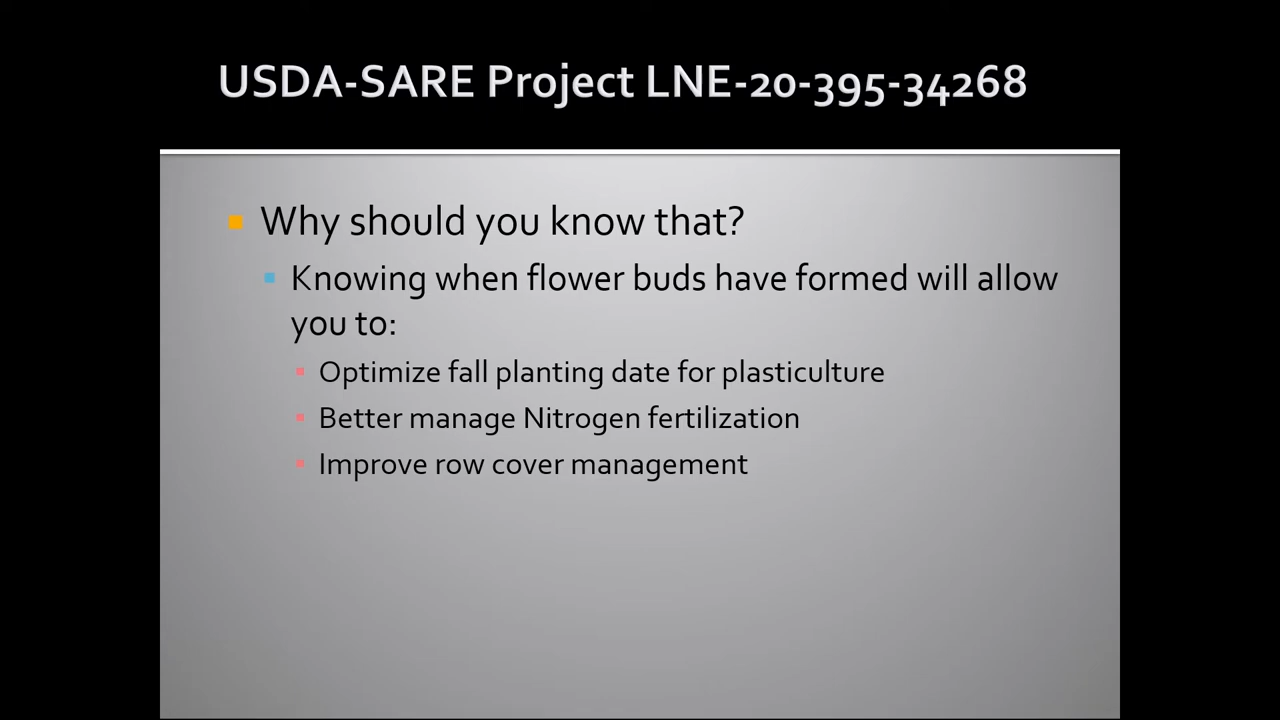 USDA-SARE Project LNE-20-395-34268
Why should you know that?
Knowing when flower buds have formed will allow
you to:
Optimize fall planting date for plasticulture
Better manage Nitrogen fertilization
Improve row cover management